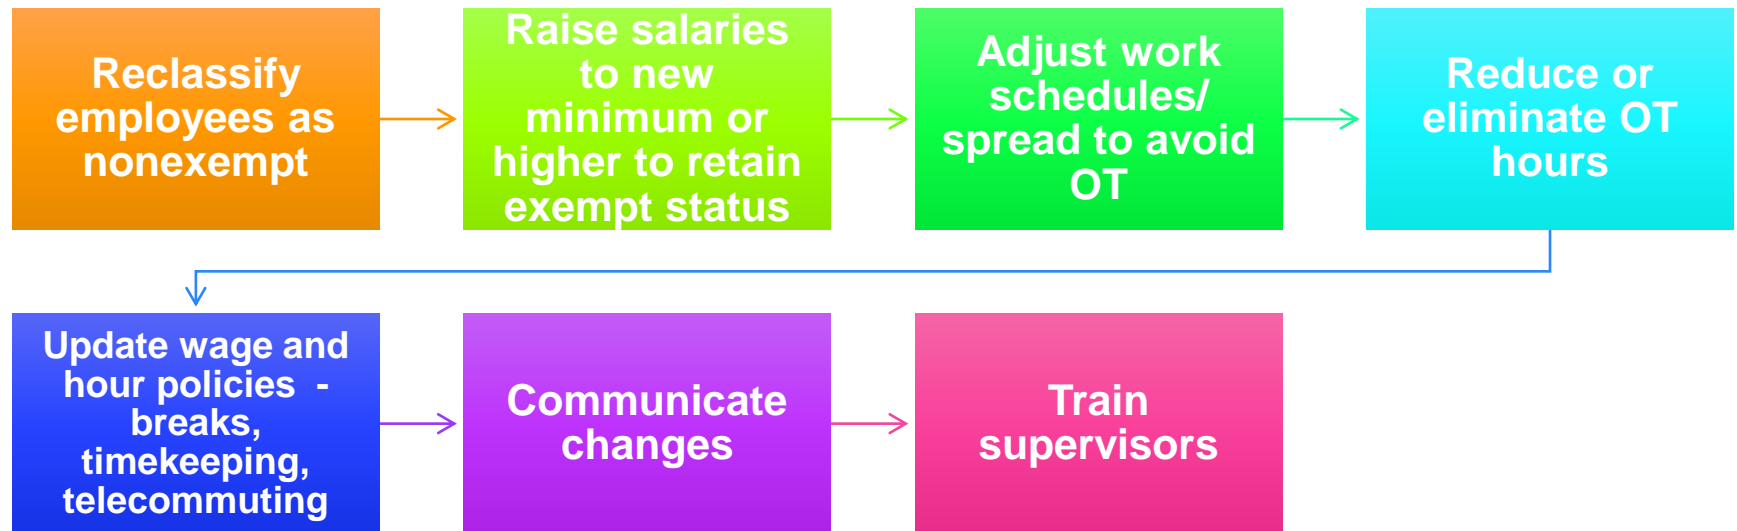 Reclassify
employees as
nonexempt
Raise salaries
to new
minimum or
higher to retain
exempt status
Adjust work
schedules/
spread to avoid
OT
Reduce or
eliminate OT
hours
Update wage and
hour policies  -
breaks,
timekeeping,
telecommuting
Communicate
changes
Train
supervisors